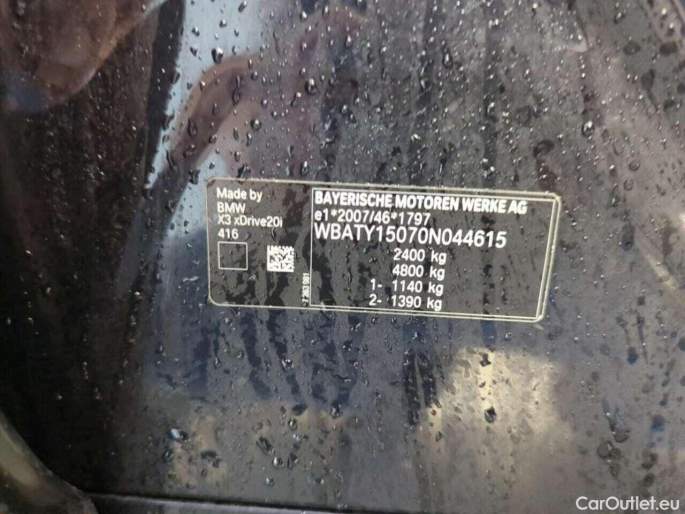 Made by
BMW
X3 xDrive20i
416
BAYERISCHE MOTOREN WERKE AG
e1*2007/46*1797
WBATY15070N044615
2400 kg
4800 kg
1- 1140 kg
2- 1390 kg
CarOutlet.eu